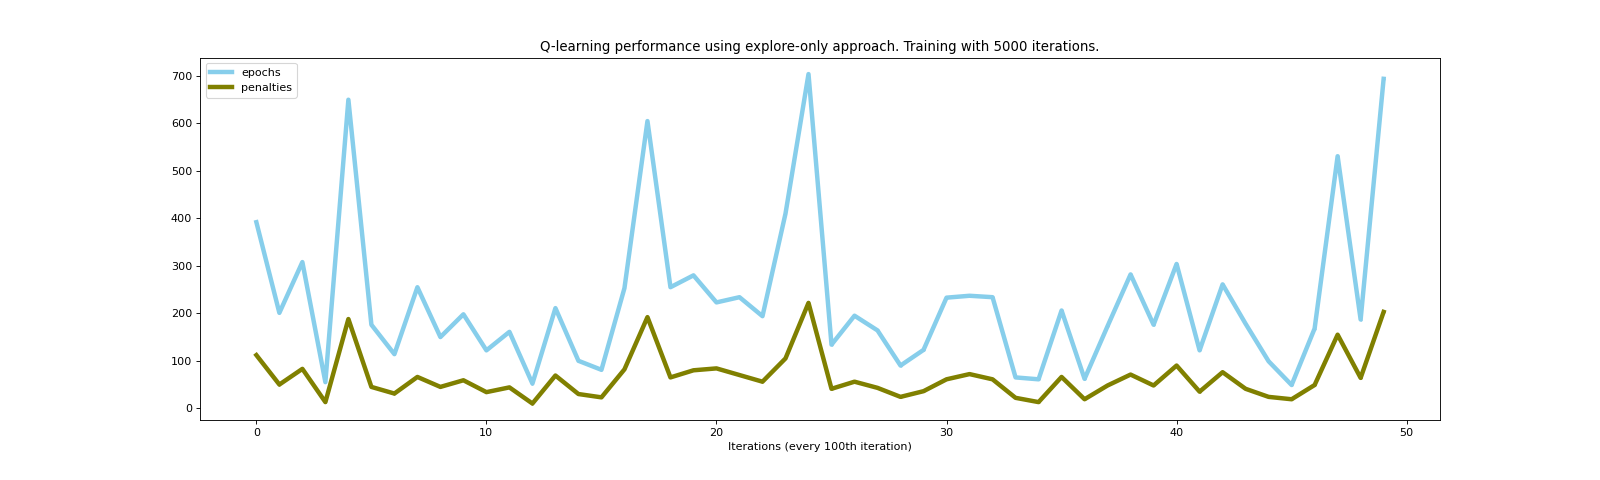 Q-learning performance using explore-only approach. Training with 5000 iterations.
epochs
penalties
700
600
500
400
300
200
100
0
0 10 20 30 40 50
Iterations (every 100th iteration)